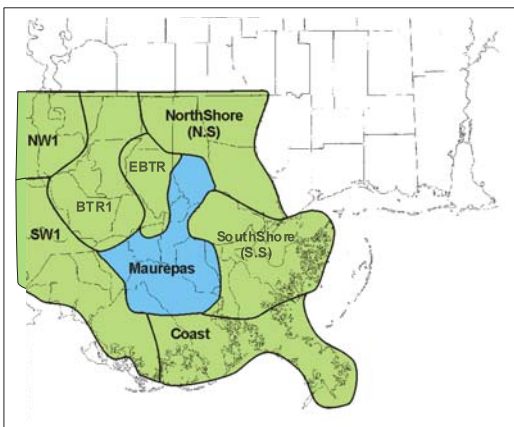 NorthShore
(N.S)
NW1
EBTR
BTR1
SW1
SouthShore
(S.S)
Maurepas
Coast